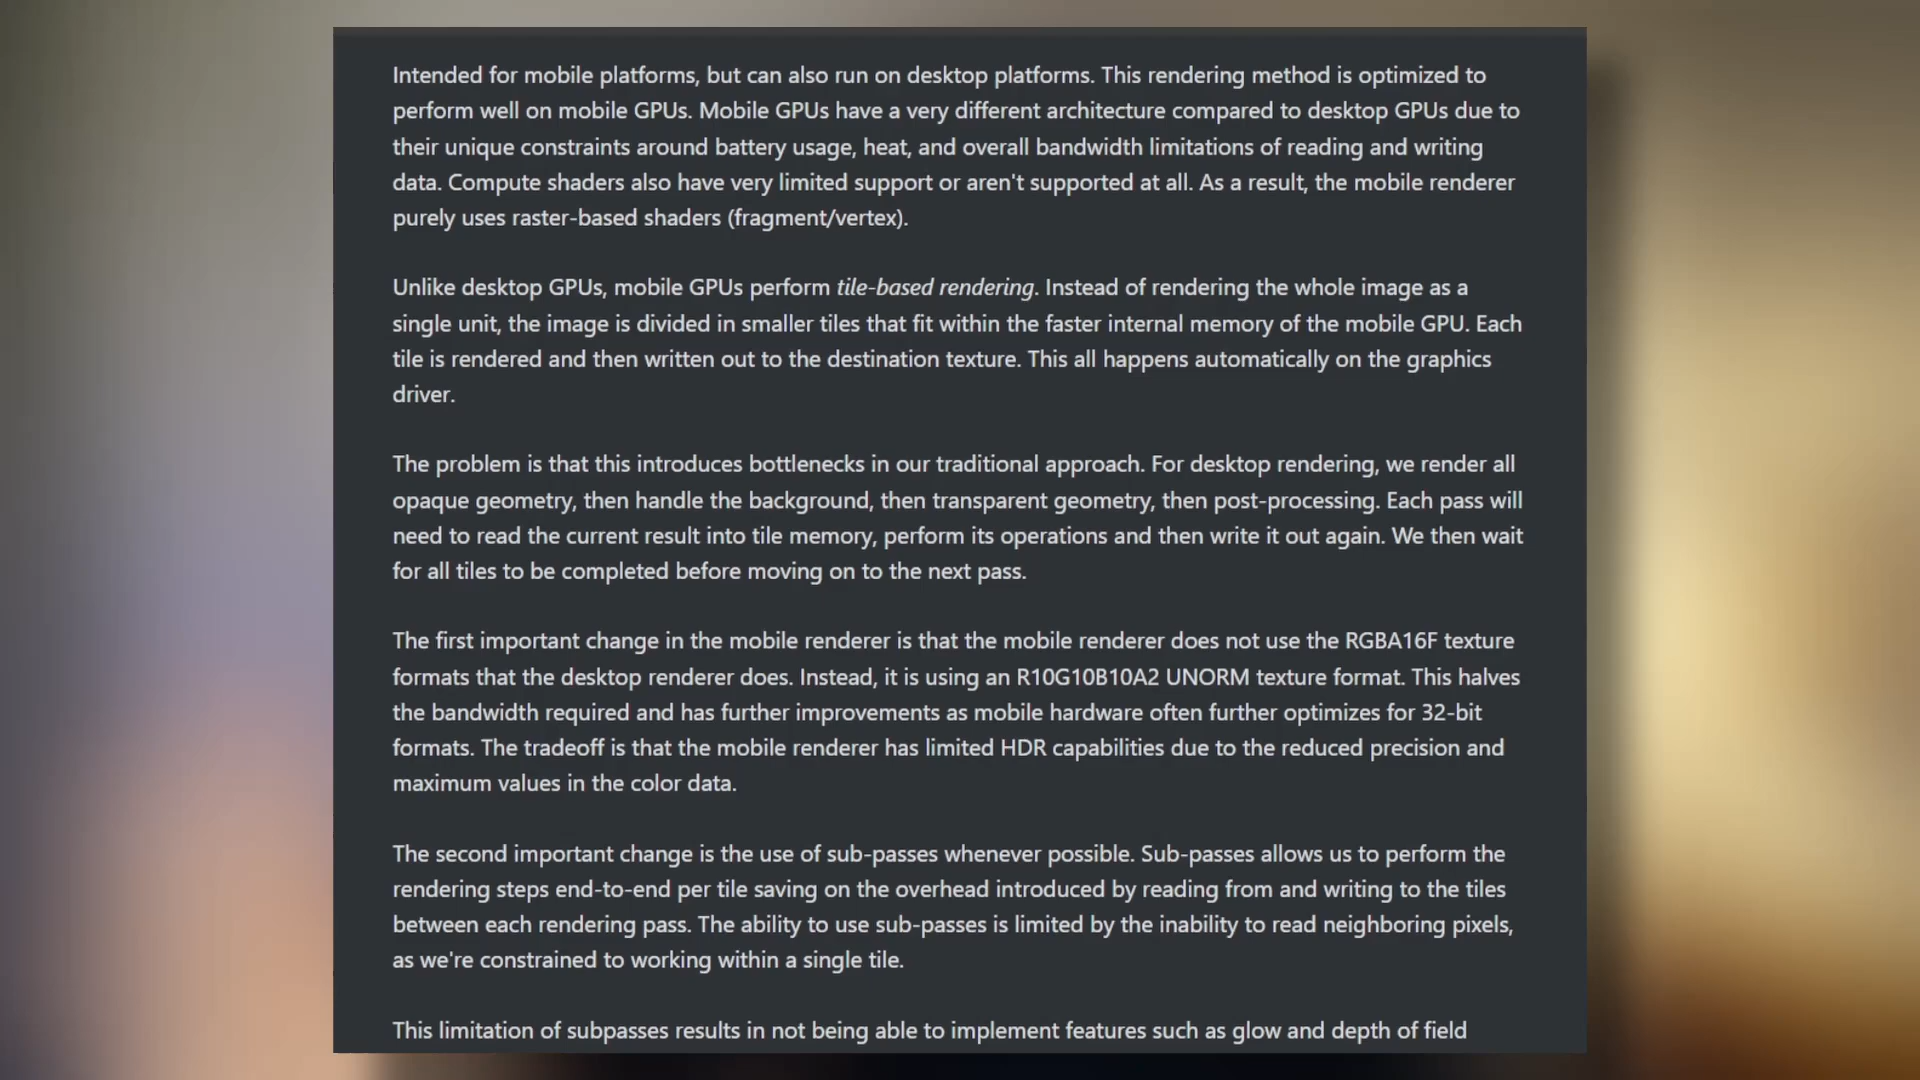 Intended for mobile platforms, but can also run on desktop platforms. This rendering method is optimized to
perform well on mobile GPUs. Mobile GPUs have a very different architecture compared to desktop GPUs due to
their unique constraints around battery usage, heat, and overall bandwidth limitations of reading and writing
data. Compute shaders also have very limited support or aren't supported at all. As a result, the mobile renderer
purely uses raster-based shaders (fragment/vertex).
Unlike desktop GPUs, mobile GPUs perform tile-based rendering. Instead of rendering the whole image as a
single unit, the image is divided in smaller tiles that fit within the faster internal memory of the mobile GPU. Each
tile is rendered and then written out to the destination texture. This all happens automatically on the graphics
driver.
The problem is that this introduces bottlenecks in our traditional approach. For desktop rendering, we render all
opaque geometry, then handle the background, then transparent geometry, then post-processing. Each pass will
need to read the current result into tile memory, perform its operations and then write it out again. We then wait
for all tiles to be completed before moving on to the next pass.
The first important change in the mobile renderer is that the mobile renderer does not use the RGBA16F texture
formats that the desktop renderer does. Instead, it is using an R10G10B10A2 UNORM texture format. This halves
the bandwidth required and has further improvements as mobile hardware often further optimizes for 32-bit
formats. The tradeoff is that the mobile renderer has limited HDR capabilities due to the reduced precision and
maximum values in the color data.
The second important change is the use of sub-passes whenever possible. Sub-passes allows us to perform the
rendering steps end-to-end per tile saving on the overhead introduced by reading from and writing to the tiles
between each rendering pass. The ability to use sub-passes is limited by the inability to read neighboring pixels,
as we're constrained to working within a single tile.
This limitation of subpasses results in not being able to implement features such as glow and depth of field